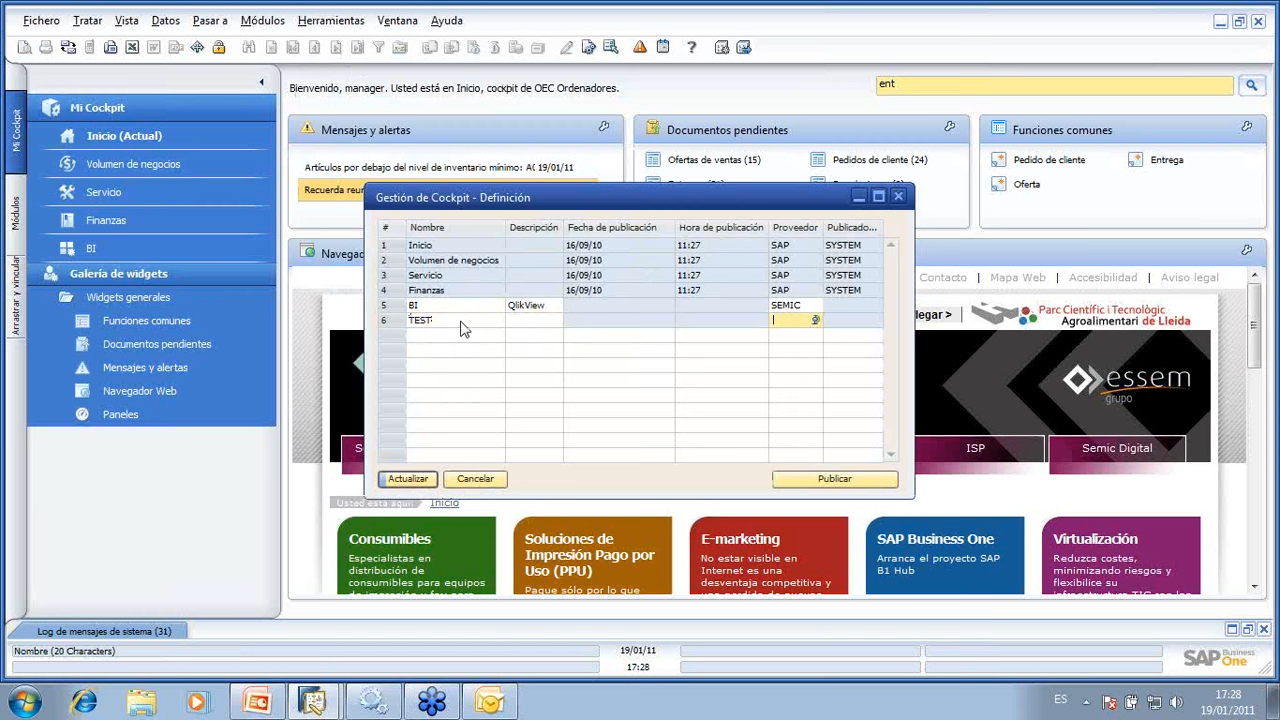 Fichero Tratar Vista Datos Pasar a Módulos Herramientas Ventana Ayuda
Mi Cockpit
Módulos
Arrastrar y vincular
Mi Cockpit
Inicio (Actual)
Volumen de negocios
Servicio
Finanzas
BI
Galería de widgets
Widgets generales
Funciones comunes
Documentos pendientes
Mensajes y alertas
Navegador Web
Paneles
Bienvenido, manager. Usted está en Inicio, cockpit de OEC Ordenadores.
ent
Mensajes y alertas
Artículos por debajo del nivel de inventario mínimo: A( 19/01/11
Documentos pendientes
Ofertas de ventas (15)
Pedidos de cliente (24)
Funciones comunes
Pedido de cliente
Entrega
Oferta
Gestión de Cockpit - Definición
# Nombre Descripción Fecha de publicación Hora de publicación Proveedor Publicado...
1 Inicio 16/09/10 11:27 SAP SYSTEM
2 Volumen de negocios 16/09/10 11:27 SAP SYSTEM
3 Servicio 16/09/10 11:27 SAP SYSTEM
4 Finanzas 16/09/10 11:27 SAP SYSTEM
5 BI QlikView SEMIC
6 TEST
Actualizar
Cancelar
Publicar
Contacto | Mapa Web | Accesibilidad | Aviso legal
legar >
Parc Científic i Tecnològic
Agroalimentari de Lleida
essem
grupo
ISP
Semic Digital
Usted está aquí:
Inicio
Consumibles
Especialistas en
distribución de
consumibles para equipos
Soluciones de
Impresión Pago por
Uso (PPU)
Pague sólo por lo que
E-marketing
No estar visible en
Internet es una
desventaja competitiva y
SAP Business One
Arranca el proyecto SAP
B1 Hub
Virtualización
Reduzca costes,
minimizando riesgos y
flexibilice su
Log de mensajes de sistema (31)
Nombre (20 Characters)
19/01/11
17:28
SAP Business One
ES
17:28
19/01/2011